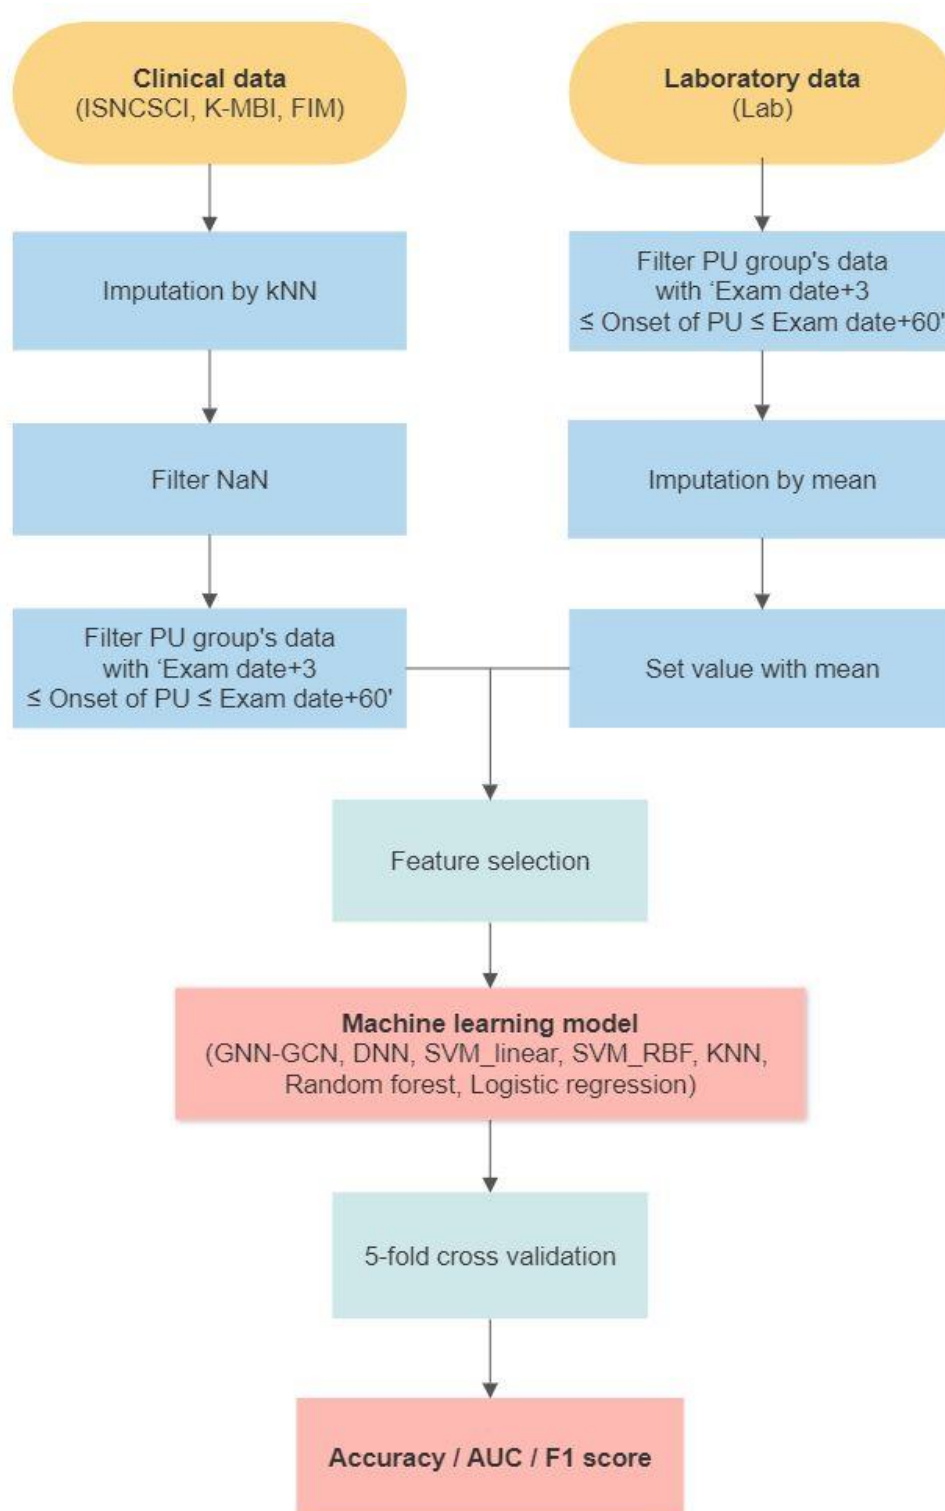 Clinical data
(ISNCSCI, K-MBI, FIM)
Imputation by kNN
Filter NaN
Filter PU group's data
with ‘Exam date+3
≤ Onset of PU ≤ Exam date+60'
Laboratory data
(Lab)
Filter PU group's data
with ‘Exam date+3
≤ Onset of PU ≤ Exam date+60'
Imputation by mean
Set value with mean
Feature selection
Machine learning model
(GNN-GCN, DNN, SVM_linear, SVM_RBF, KNN,
Random forest, Logistic regression)
5-fold cross validation
Accuracy / AUC / F1 score